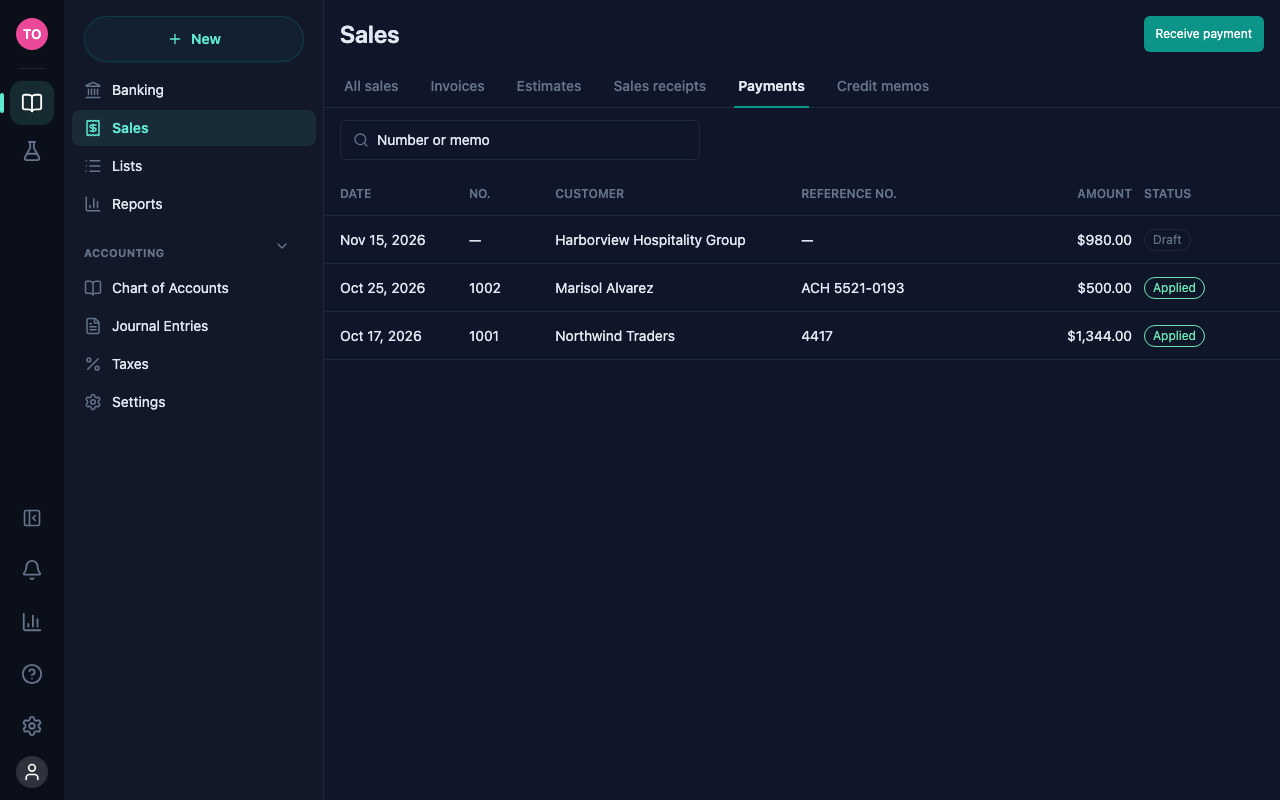 TO
New
Banking
Sales
Lists
Reports
ACCOUNTING
Chart of Accounts
Journal Entries
Taxes
Settings
Sales
Receive payment
All sales Invoices Estimates Sales receipts Payments Credit memos
Number or memo
DATE NO. CUSTOMER REFERENCE NO. AMOUNT STATUS
Nov 15, 2026 — Harborview Hospitality Group — $980.00 Draft
Oct 25, 2026 1002 Marisol Alvarez ACH 5521-0193 $500.00 Applied
Oct 17, 2026 1001 Northwind Traders 4417 $1,344.00 Applied